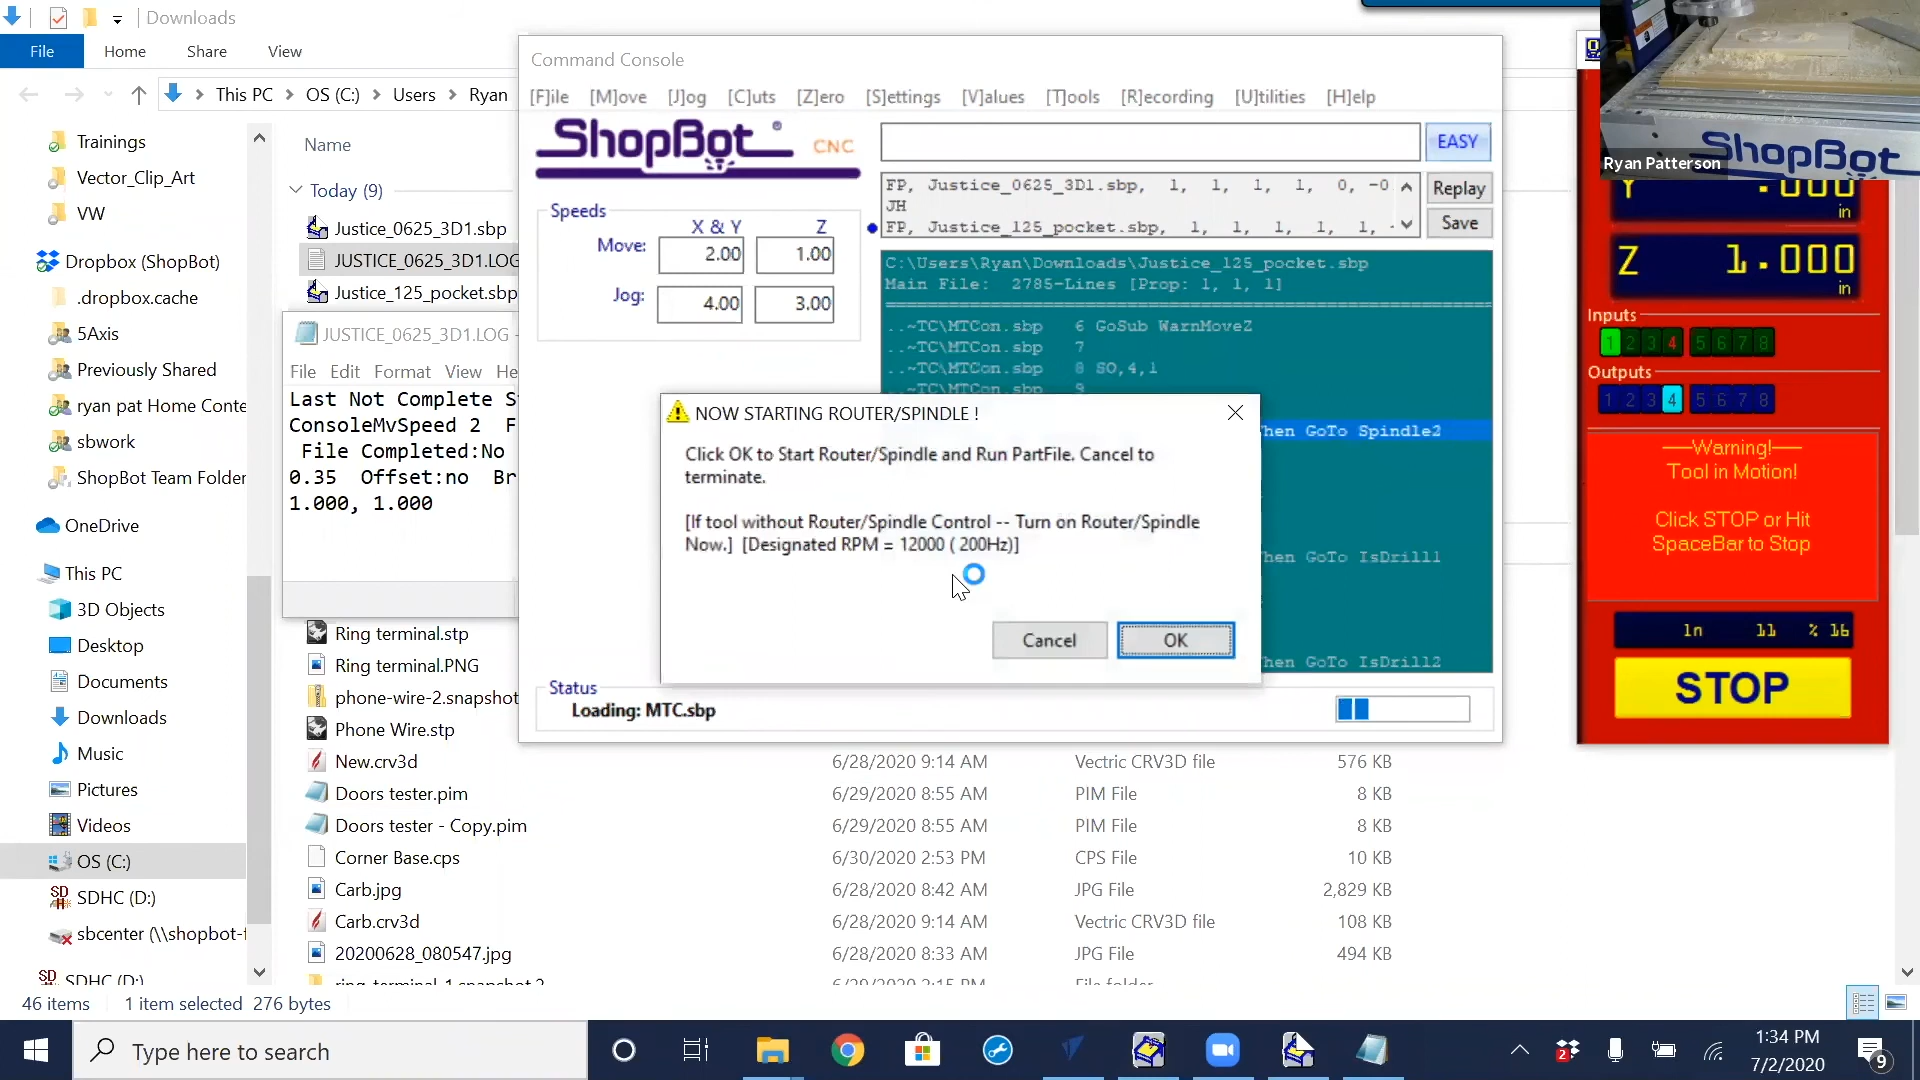 Downloads
File
Home
Share
View
This PC
OS (C:)
Users
Ryan
Trainings
Vector_Clip_Art
VW
Dropbox (ShopBot)
.dropbox.cache
5Axis
Previously Shared
ryan pat Home Conte
sbwork
ShopBot Team Folder
OneDrive
This PC
3D Objects
Desktop
Documents
Downloads
Music
Pictures
Videos
OS (C:)
SDHC (D:)
sbcenter (\\shopbot-f
SDHC (D:)
Name
Today (9)
Justice_0625_3D1.sbp
JUSTICE_0625_3D1.LOG
Justice_125_pocket.sbp
JUSTICE_0625_3D1.LOG -
File Edit Format View He
Last Not Complete S
ConsoleMvSpeed 2 F
File Completed:No
0.35 Offset:no Br
1.000, 1.000
Ring terminal.stp
Ring terminal.PNG
phone-wire-2.snapshot
Phone Wire.stp
New.crv3d 6/28/2020 9:14 AM Vectric CRV3D file 576 KB
Doors tester.pim 6/29/2020 8:55 AM PIM File 8 KB
Doors tester - Copy.pim 6/29/2020 8:55 AM PIM File 8 KB
Corner Base.cps 6/30/2020 2:53 PM CPS File 10 KB
Carb.jpg 6/28/2020 8:42 AM JPG File 2,829 KB
Carb.crv3d 6/28/2020 9:14 AM Vectric CRV3D file 108 KB
20200628_080547.jpg 6/28/2020 8:33 AM JPG File 494 KB
46 items 1 item selected 276 bytes
Command Console
[F]ile [M]ove [J]og [C]uts [Z]ero [S]ettings [V]alues [T]ools [R]ecording [U]tilities [H]elp
ShopBot® CNC
EASY
Speeds
X & Y Z
Move: 2.00 1.00
Jog: 4.00 3.00
FP, Justice_0625_3D1.sbp, 1, 1, 1, 1, 0, -0
JH
FP, Justice_125_pocket.sbp, 1, 1, 1, 1, 1, -
Replay
Save
C:\Users\Ryan\Downloads\Justice_125_pocket.sbp
Main File: 2785-Lines [Prop: 1, 1, 1]
..~TC\MTCon.sbp 6 GoSub WarnMoveZ
..~TC\MTCon.sbp 7
..~TC\MTCon.sbp 8 SO,4,1
..~TC\MTCon.sbp 9
hen GoTo Spindle2
hen GoTo IsDrill1
hen GoTo IsDrill2
NOW STARTING ROUTER/SPINDLE !
Click OK to Start Router/Spindle and Run PartFile. Cancel to
terminate.
[If tool without Router/Spindle Control -- Turn on Router/Spindle
Now.] [Designated RPM = 12000 ( 200Hz)]
Cancel
OK
Status
Loading: MTC.sbp
ShopBot
Ryan Patterson
Y .000
in
Z 1.000
in
Inputs
1 2 3 4 5 6 7 8
Outputs
1 2 3 4 5 6 7 8
—Warning!—
Tool in Motion!
Click STOP or Hit
SpaceBar to Stop
ln 11 % 16
STOP
Type here to search
2
1:34 PM
7/2/2020
9